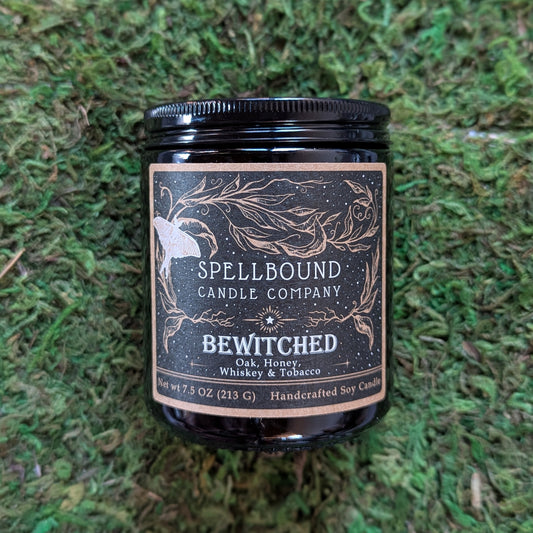 SPELLBOUND
CANDLE COMPANY
BEWITCHED
Oak, Honey,
Whiskey & Tobacco
Net wt 7.5 OZ (213 G) Handcrafted Soy Candle